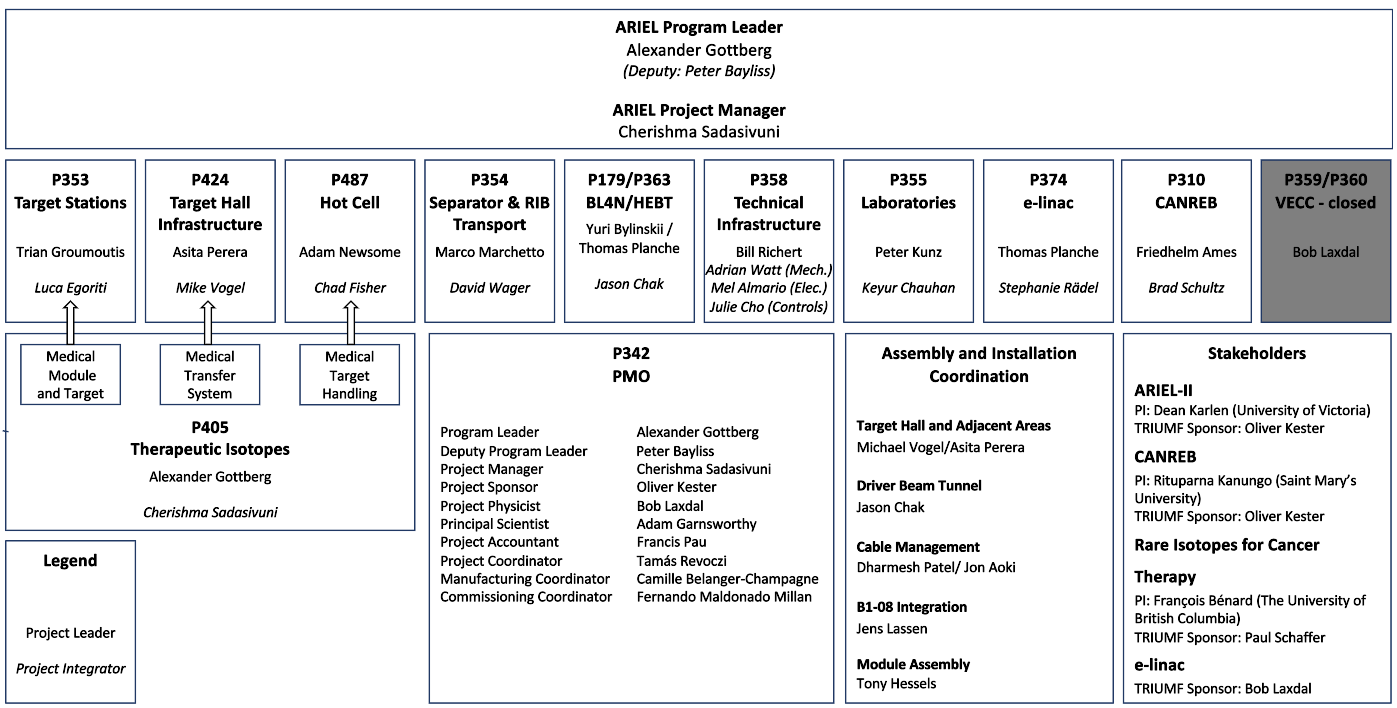 ARIEL Program Leader
Alexander Gottberg
(Deputy: Peter Bayliss)
ARIEL Project Manager
Cherishma Sadasivuni
P353
Target Stations
Trian Groumoutis
Luca Egoriti
P424
Target Hall
Infrastructure
Asita Perera
Mike Vogel
P487
Hot Cell
Adam Newsome
Chad Fisher
P354
Separator & RIB
Transport
Marco Marchetto
David Wager
P179/P363
BL4N/HEBT
Yuri Bylinskii /
Thomas Planche
Jason Chak
P358
Technical
Infrastructure
Bill Richert
Adrian Watt (Mech.)
Mel Almario (Elec.)
Julie Cho (Controls)
P355
Laboratories
Peter Kunz
Keyur Chauhan
P374
e-linac
Thomas Planche
Stephanie Rädel
P310
CANREB
Friedhelm Ames
Brad Schultz
P359/P360
VECC - closed
Bob Laxdal
Medical
Module
and Target
Medical
Transfer
System
Medical
Target
Handling
P405
Therapeutic Isotopes
Alexander Gottberg
Cherishma Sadasivuni
Legend
Project Leader
Project Integrator
P342
PMO
Program Leader Alexander Gottberg
Deputy Program Leader Peter Bayliss
Project Manager Cherishma Sadasivuni
Project Sponsor Oliver Kester
Project Physicist Bob Laxdal
Principal Scientist Adam Garnsworthy
Project Accountant Francis Pau
Project Coordinator Tamás Revoczi
Manufacturing Coordinator Camille Belanger-Champagne
Commissioning Coordinator Fernando Maldonado Millan
Assembly and Installation
Coordination
Target Hall and Adjacent Areas
Michael Vogel/Asita Perera
Driver Beam Tunnel
Jason Chak
Cable Management
Dharmesh Patel/ Jon Aoki
B1-08 Integration
Jens Lassen
Module Assembly
Tony Hessels
Stakeholders
ARIEL-II
PI: Dean Karlen (University of Victoria)
TRIUMF Sponsor: Oliver Kester
CANREB
PI: Rituparna Kanungo (Saint Mary's
University)
TRIUMF Sponsor: Oliver Kester
Rare Isotopes for Cancer
Therapy
PI: François Bénard (The University of
British Columbia)
TRIUMF Sponsor: Paul Schaffer
e-linac
TRIUMF Sponsor: Bob Laxdal